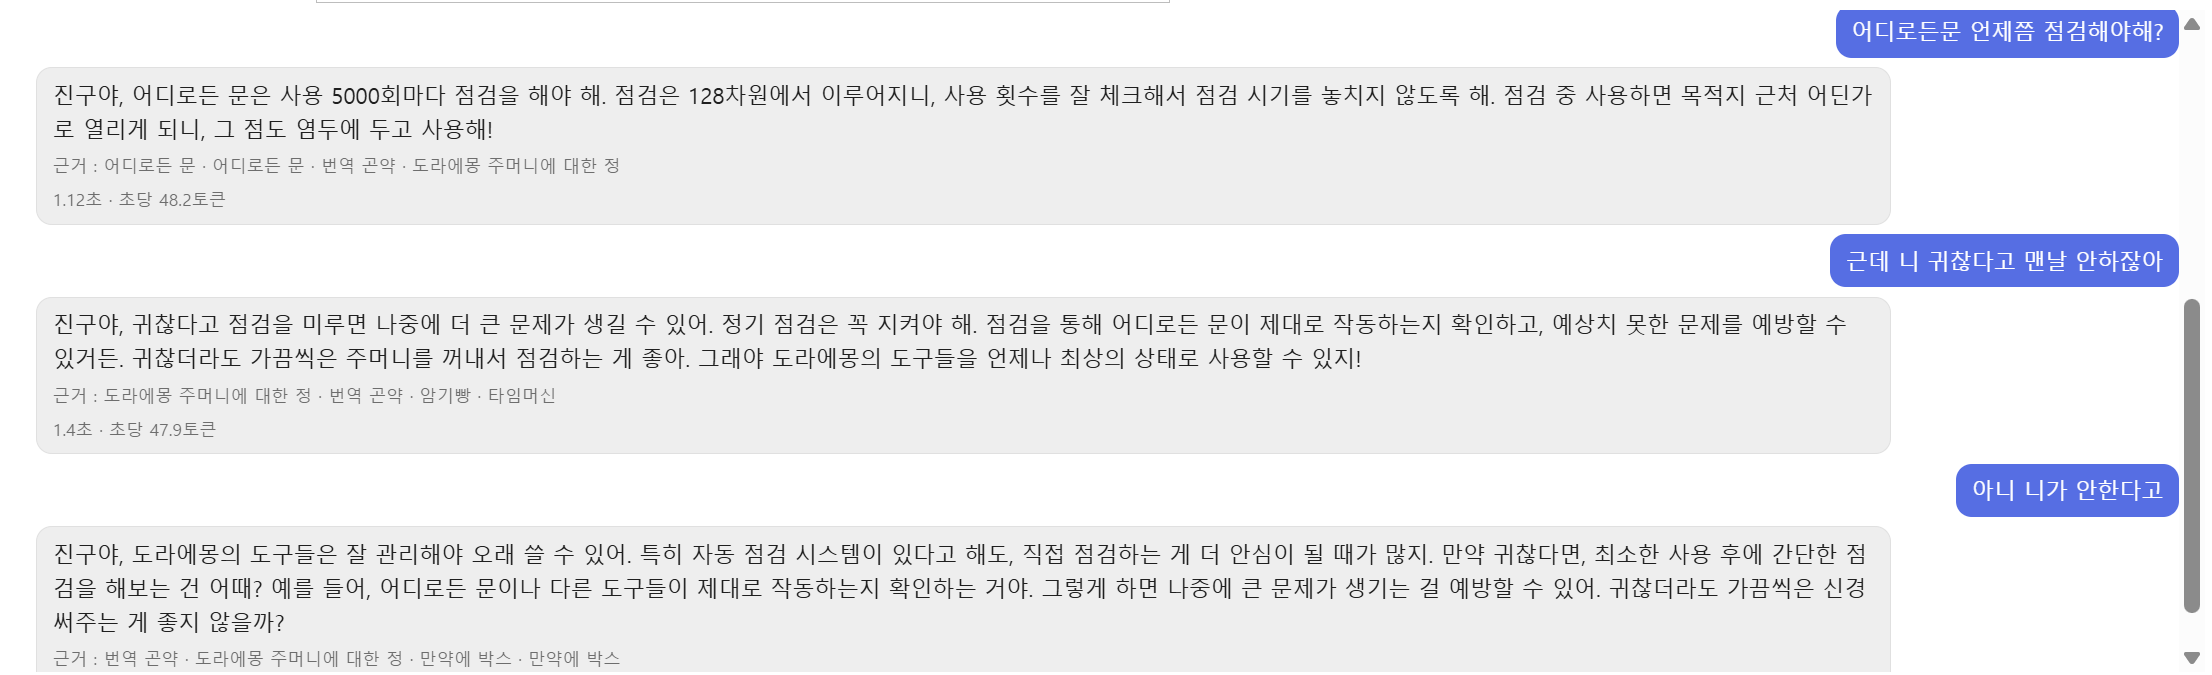 어디로든문 언제쯤 점검해야해?
진구야, 어디로든 문은 사용 5000회마다 점검을 해야 해. 점검은 128차원에서 이루어지니, 사용 횟수를 잘 체크해서 점검 시기를 놓치지 않도록 해. 점검 중 사용하면 목적지 근처 어딘가
로 열리게 되니, 그 점도 염두에 두고 사용해!
근거 : 어디로든 문 · 어디로든 문 · 번역 곤약 · 도라에몽 주머니에 대한 정
1.12초 · 초당 48.2토큰
근데 니 귀찮다고 맨날 안하잖아
진구야, 귀찮다고 점검을 미루면 나중에 더 큰 문제가 생길 수 있어. 정기 점검은 꼭 지켜야 해. 점검을 통해 어디로든 문이 제대로 작동하는지 확인하고, 예상치 못한 문제를 예방할 수
있거든. 귀찮더라도 가끔씩은 주머니를 꺼내서 점검하는 게 좋아. 그래야 도라에몽의 도구들을 언제나 최상의 상태로 사용할 수 있지!
근거 : 도라에몽 주머니에 대한 정 · 번역 곤약 · 암기빵 · 타임머신
1.4초 · 초당 47.9토큰
아니 니가 안한다고
진구야, 도라에몽의 도구들은 잘 관리해야 오래 쓸 수 있어. 특히 자동 점검 시스템이 있다고 해도, 직접 점검하는 게 더 안심이 될 때가 많지. 만약 귀찮다면, 최소한 사용 후에 간단한 점
검을 해보는 건 어때? 예를 들어, 어디로든 문이나 다른 도구들이 제대로 작동하는지 확인하는 거야. 그렇게 하면 나중에 큰 문제가 생기는 걸 예방할 수 있어. 귀찮더라도 가끔씩은 신경
써주는 게 좋지 않을까?
근거 : 번역 곤약 · 도라에몽 주머니에 대한 정 · 만약에 박스 · 만약에 박스